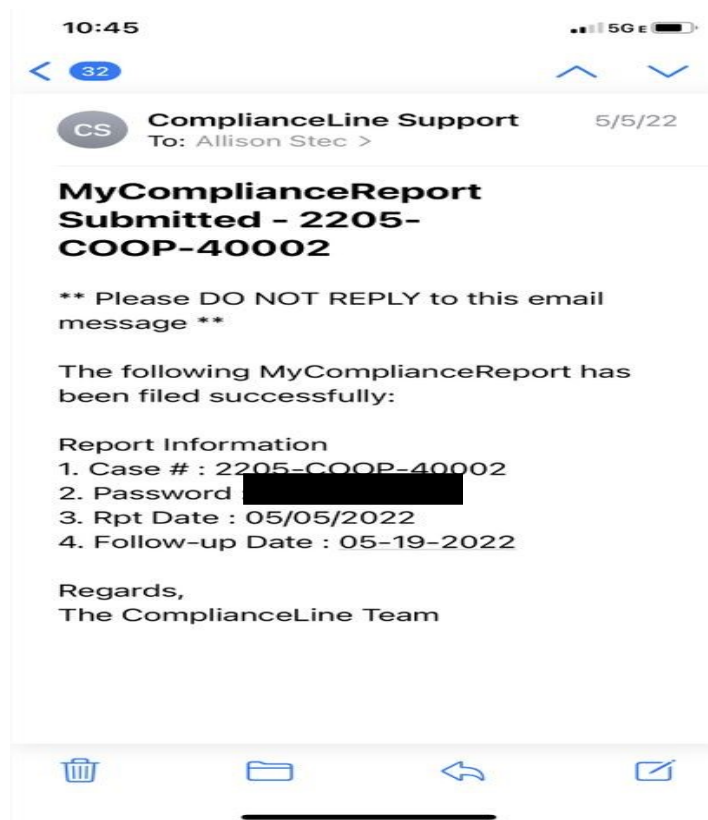 10:45
5G E
32
CS
ComplianceLine Support
5/5/22
To: Allison Stec >
MyComplianceReport
Submitted - 2205-
COOP-40002
** Please DO NOT REPLY to this email
message **
The following MyComplianceReport has
been filed successfully:
Report Information
1. Case # : 2205-COOP-40002
2. Password :
3. Rpt Date : 05/05/2022
4. Follow-up Date : 05-19-2022
Regards,
The ComplianceLine Team